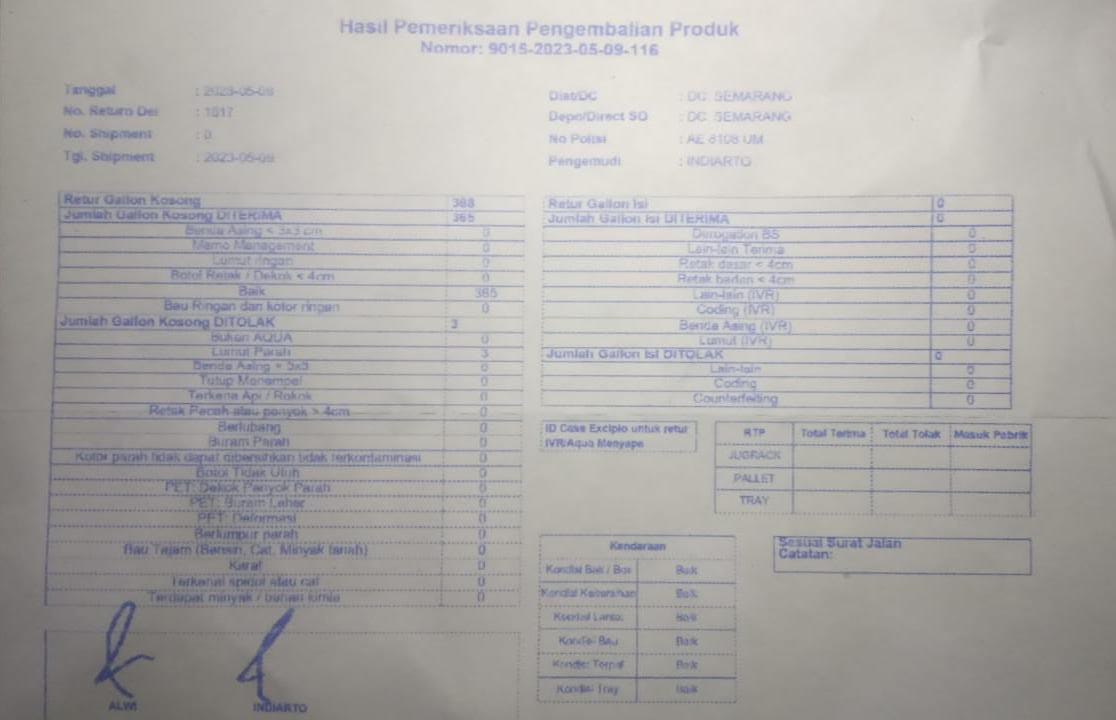 Hasil Pemeriksaan Pengembalian Produk
Nomor: 9015-2023-05-09-116
Tanggal : 2023-05-09
No. Return Del : 1617
No. Shipment : 0
Tgl. Shipment : 2023-05-09
Dist/DC : DC. SEMARANG
Depo/Direct SO : DC. SEMARANG
No Polisi : AE 8108 UM
Pengemudi : INDIARTO
Retur Gallon Kosong 368
Jumlah Gallon Kosong DITERIMA 365
Benda Asing < 3x3 cm 0
Memo Management 0
Lumut ringan 0
Botol Retak / Dekok < 4cm 0
Baik 365
Bau Ringan dan kotor ringan 0
Jumlah Gallon Kosong DITOLAK 3
Bukan AQUA 0
Lumut Parah 3
Benda Asing > 3x3 0
Tutup Menempel 0
Terkena Api / Rokok 0
Retak Pecah atau penyok > 4cm 0
Berlubang 0
Buram Parah 0
Kotor parah tidak dapat dibersihkan tidak terkontaminasi 0
Botol Tidak Utuh 0
PET: Dekok Penyok Parah 0
PET: Buram Leher 0
PET: Deformasi 0
Berlumpur parah 0
Bau Tajam (Bensin, Cat, Minyak tanah) 0
Karat 0
Terkena spidol atau cat 0
Terdapat minyak / bahan kimia 0
ALWI
INDIARTO
Retur Gallon Isi 0
Jumlah Gallon Isi DITERIMA 0
Derogation BS 0
Lain-lain Terima 0
Retak dasar < 4cm 0
Retak badan < 4cm 0
Lain-lain (IVR) 0
Coding (IVR) 0
Benda Asing (IVR) 0
Lumut (IVR) 0
Jumlah Gallon Isi DITOLAK 0
Lain-lain 0
Coding 0
Counterfeiting 0
ID Case Excipio untuk retur
IVR/Aqua Menyapa
RTP Total Terima Total Tolak Masuk Pabrik
JUGRACK
PALLET
TRAY
Kendaraan
Kondisi Bak / Box Baik
Kondisi Kebersihan Baik
Kondisi Lantai Baik
Kondisi Bau Baik
Kondisi Terpal Baik
Kondisi Tray Baik
Sesuai Surat Jalan
Catatan: